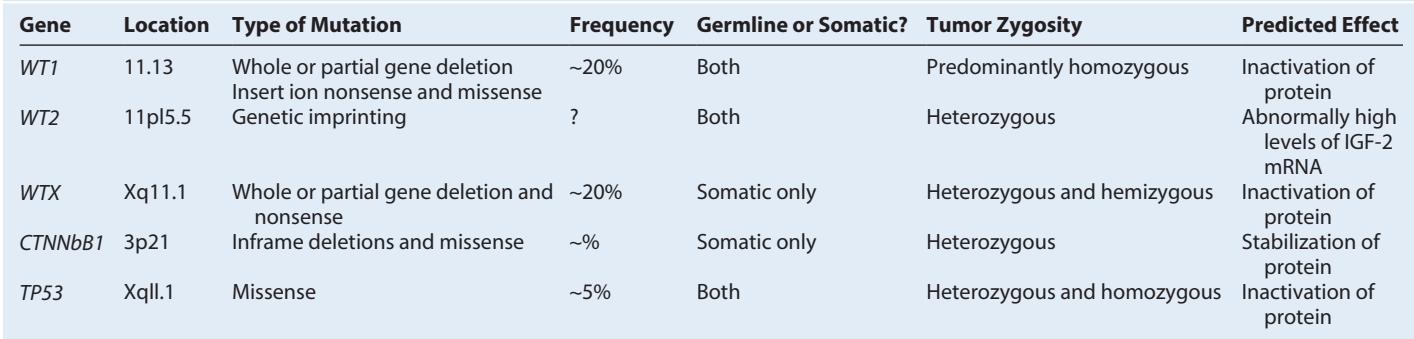 Gene Location Type of Mutation Frequency Germline or Somatic? Tumor Zygosity Predicted Effect
WT1 11.13 Whole or partial gene deletion ~20% Both Predominantly homozygous Inactivation of
Insert ion nonsense and missense protein
WT2 11pl5.5 Genetic imprinting ? Both Heterozygous Abnormally high
levels of IGF-2
mRNA
WTX Xq11.1 Whole or partial gene deletion and ~20% Somatic only Heterozygous and hemizygous Inactivation of
nonsense protein
CTNNbB1 3p21 Inframe deletions and missense ~% Somatic only Heterozygous Stabilization of
protein
TP53 Xqll.1 Missense ~5% Both Heterozygous and homozygous Inactivation of
protein